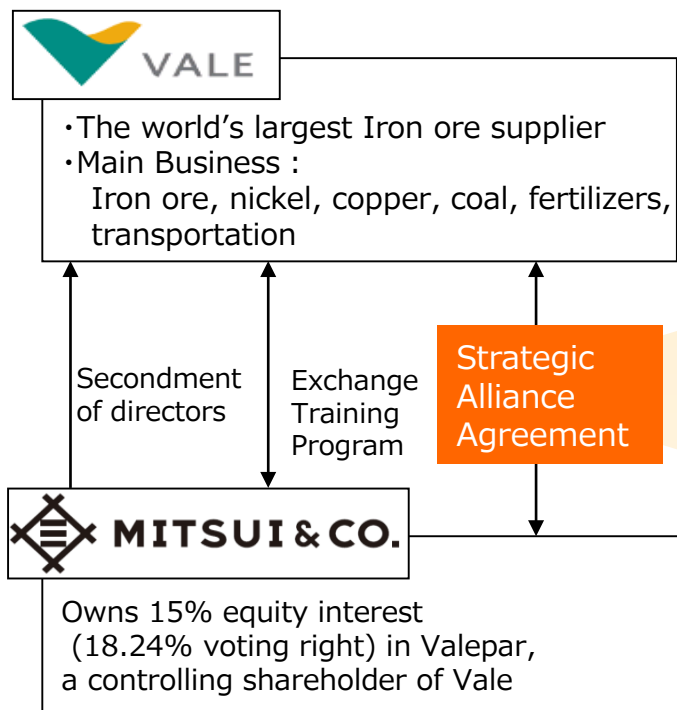 VALE
・The world's largest Iron ore supplier
・Main Business :
Iron ore, nickel, copper, coal, fertilizers,
transportation
Secondment
of directors
Exchange
Training
Program
Strategic
Alliance
Agreement
MITSUI & CO.
Owns 15% equity interest
(18.24% voting right) in Valepar,
a controlling shareholder of Vale